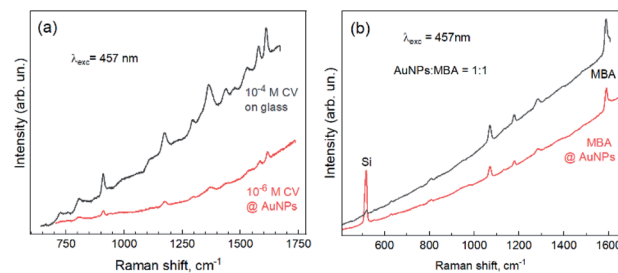 (a)
λexc= 457 nm
10⁻⁴ M CV
on glass
10⁻⁶ M CV
@ AuNPs
Intensity (arb. un.)
750 1000 1250 1500 1750
Raman shift, cm⁻¹
(b)
λexc = 457nm
AuNPs:MBA = 1:1
MBA
Si
MBA
@ AuNPs
Intensity (arb. un.)
600 800 1000 1200 1400 1600
Raman shift, cm⁻¹